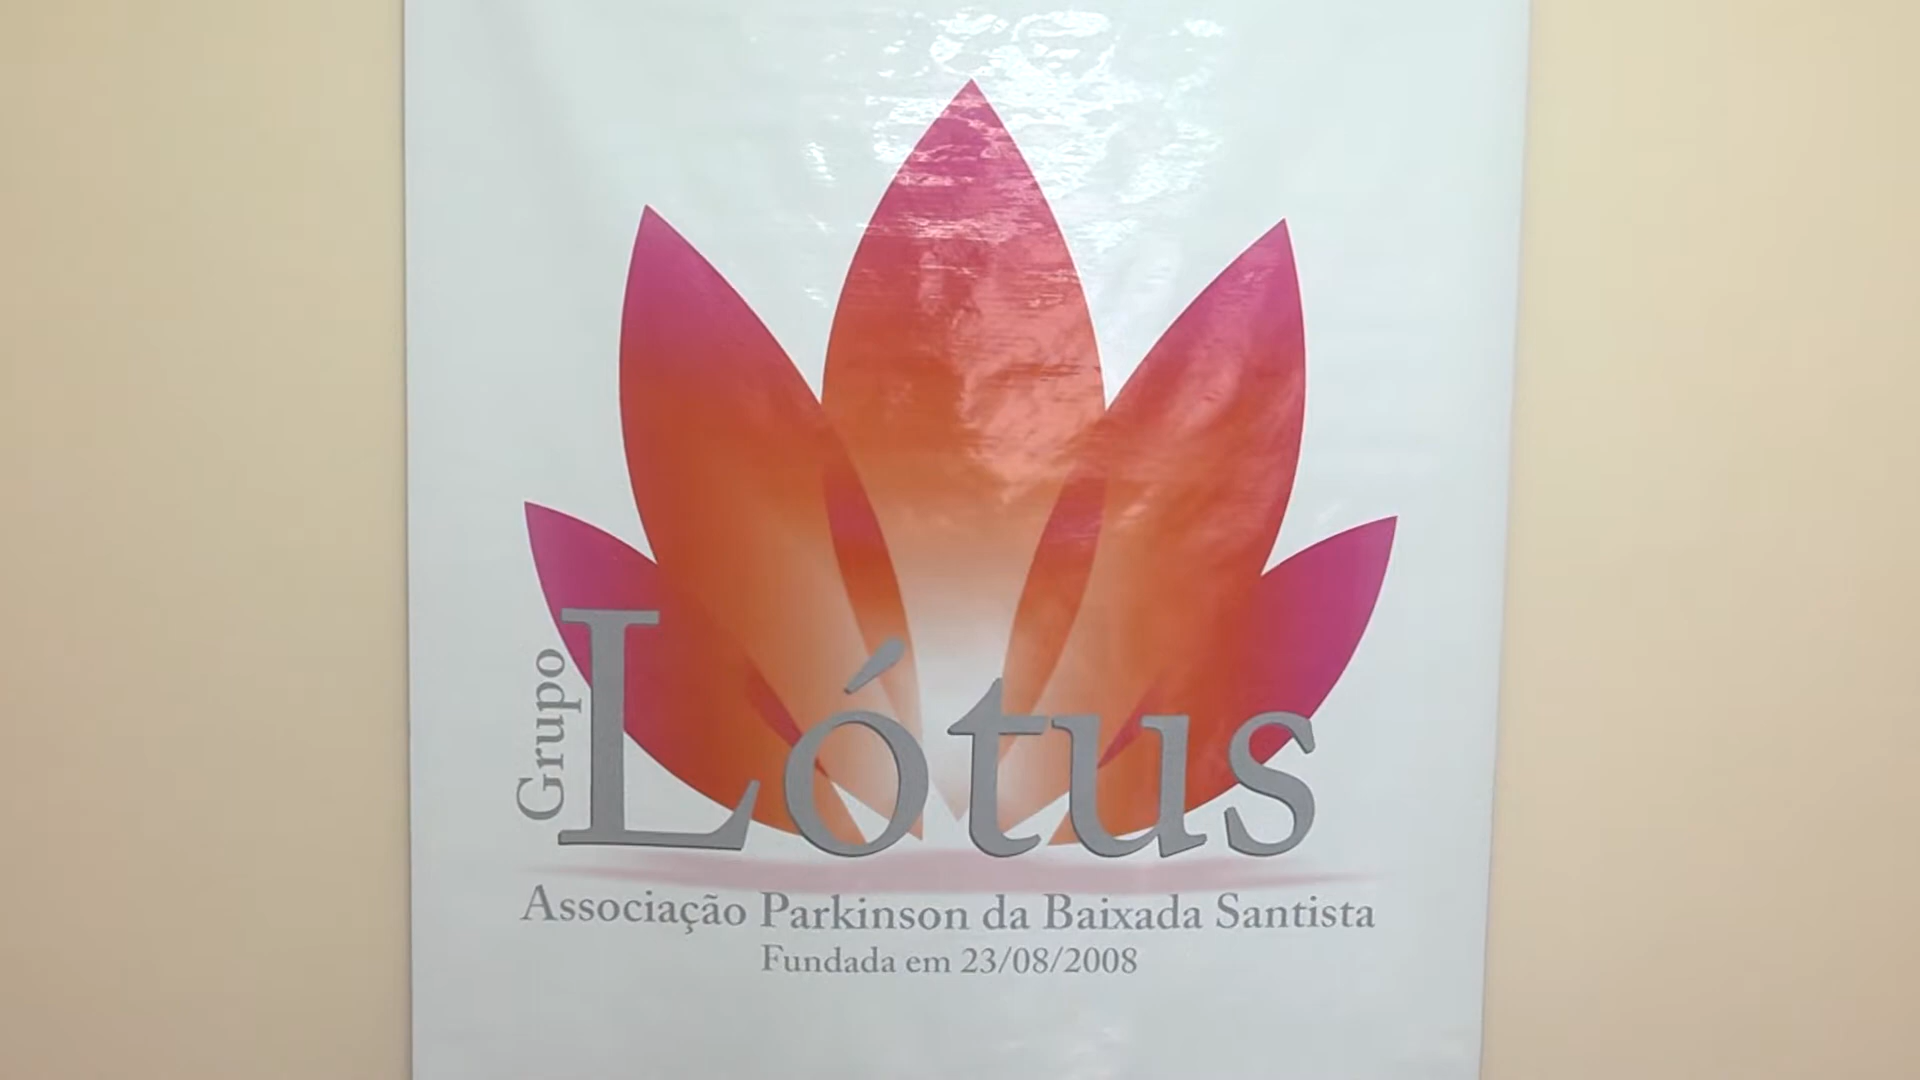 Grupo
Lótus
Associação Parkinson da Baixada Santista
Fundada em 23/08/2008